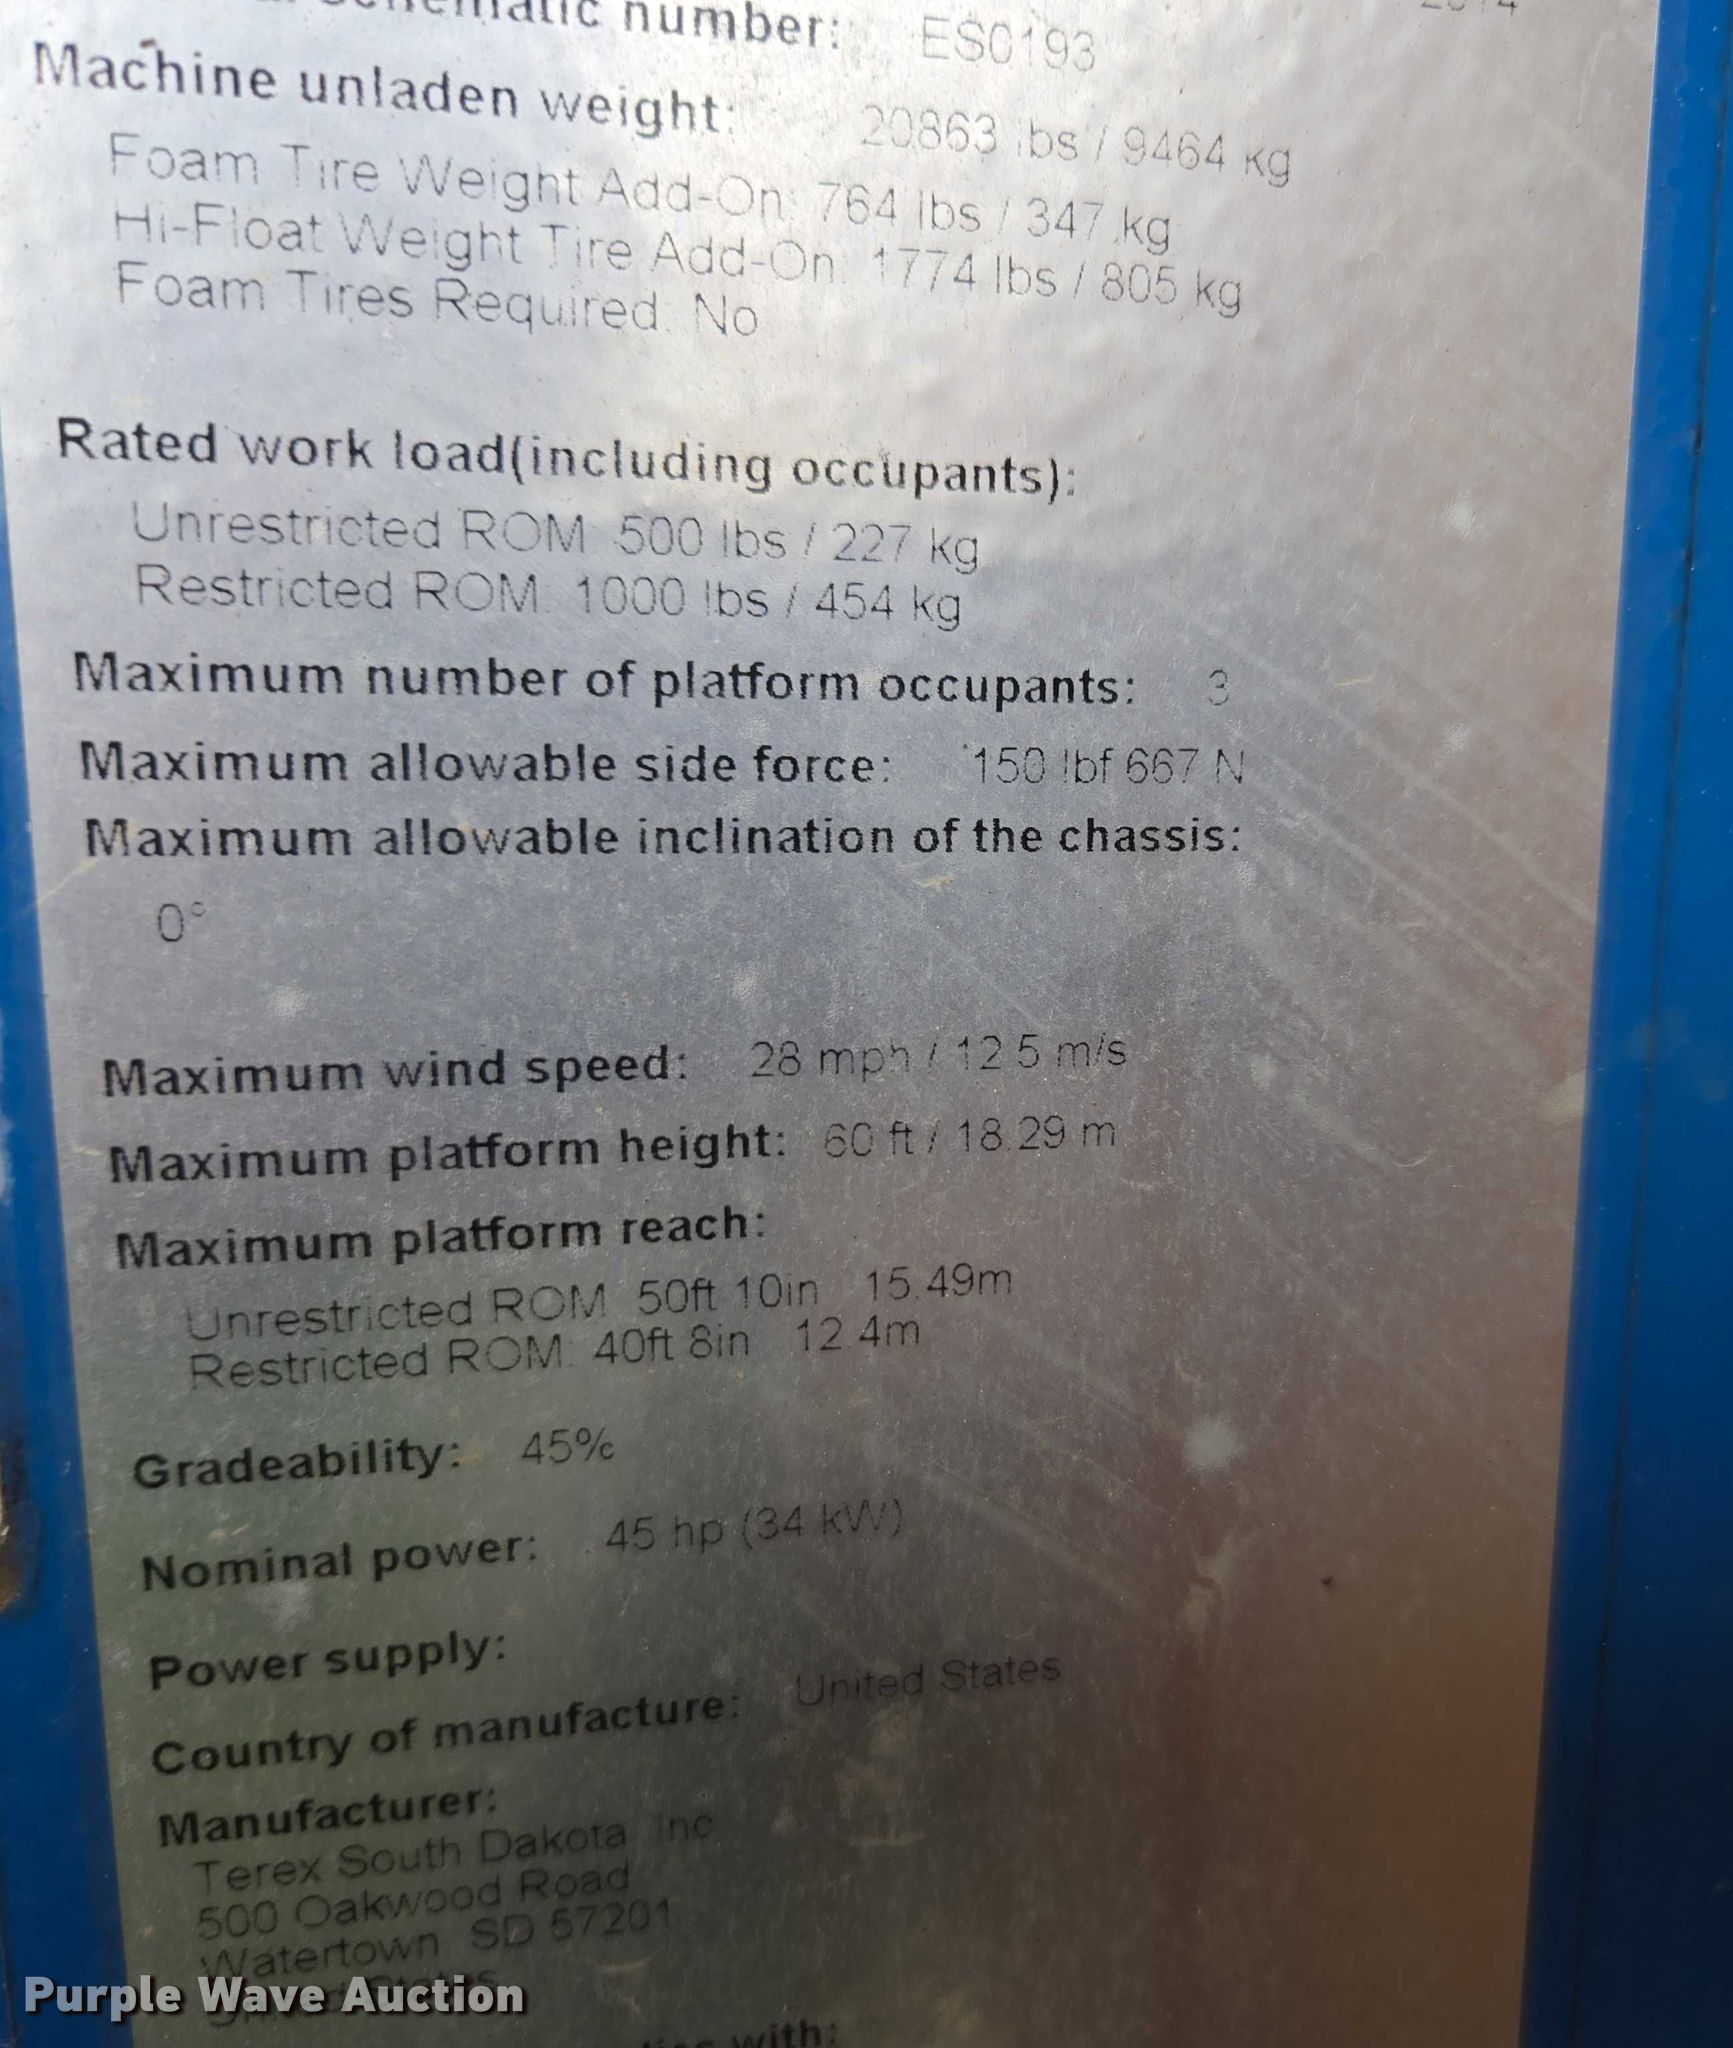 schematic number: ES0193
Machine unladen weight: 20863 lbs / 9464 kg
Foam Tire Weight Add-On: 764 lbs / 347 kg
Hi-Float Weight Tire Add-On: 1774 lbs / 805 kg
Foam Tires Required: No
Rated work load(including occupants):
Unrestricted ROM: 500 lbs / 227 kg
Restricted ROM: 1000 lbs / 454 kg
Maximum number of platform occupants: 3
Maximum allowable side force: 150 lbf 667 N
Maximum allowable inclination of the chassis:
0°
Maximum wind speed: 28 mph / 12.5 m/s
Maximum platform height: 60 ft / 18.29 m
Maximum platform reach:
Unrestricted ROM: 50ft 10in 15.49m
Restricted ROM: 40ft 8in 12.4m
Gradeability: 45%
Nominal power: 45 hp (34 kW)
Power supply:
Country of manufacture: United States
Manufacturer:
Terex South Dakota, Inc
500 Oakwood Road
Watertown, SD 57201
Purple Wave Auction
with: